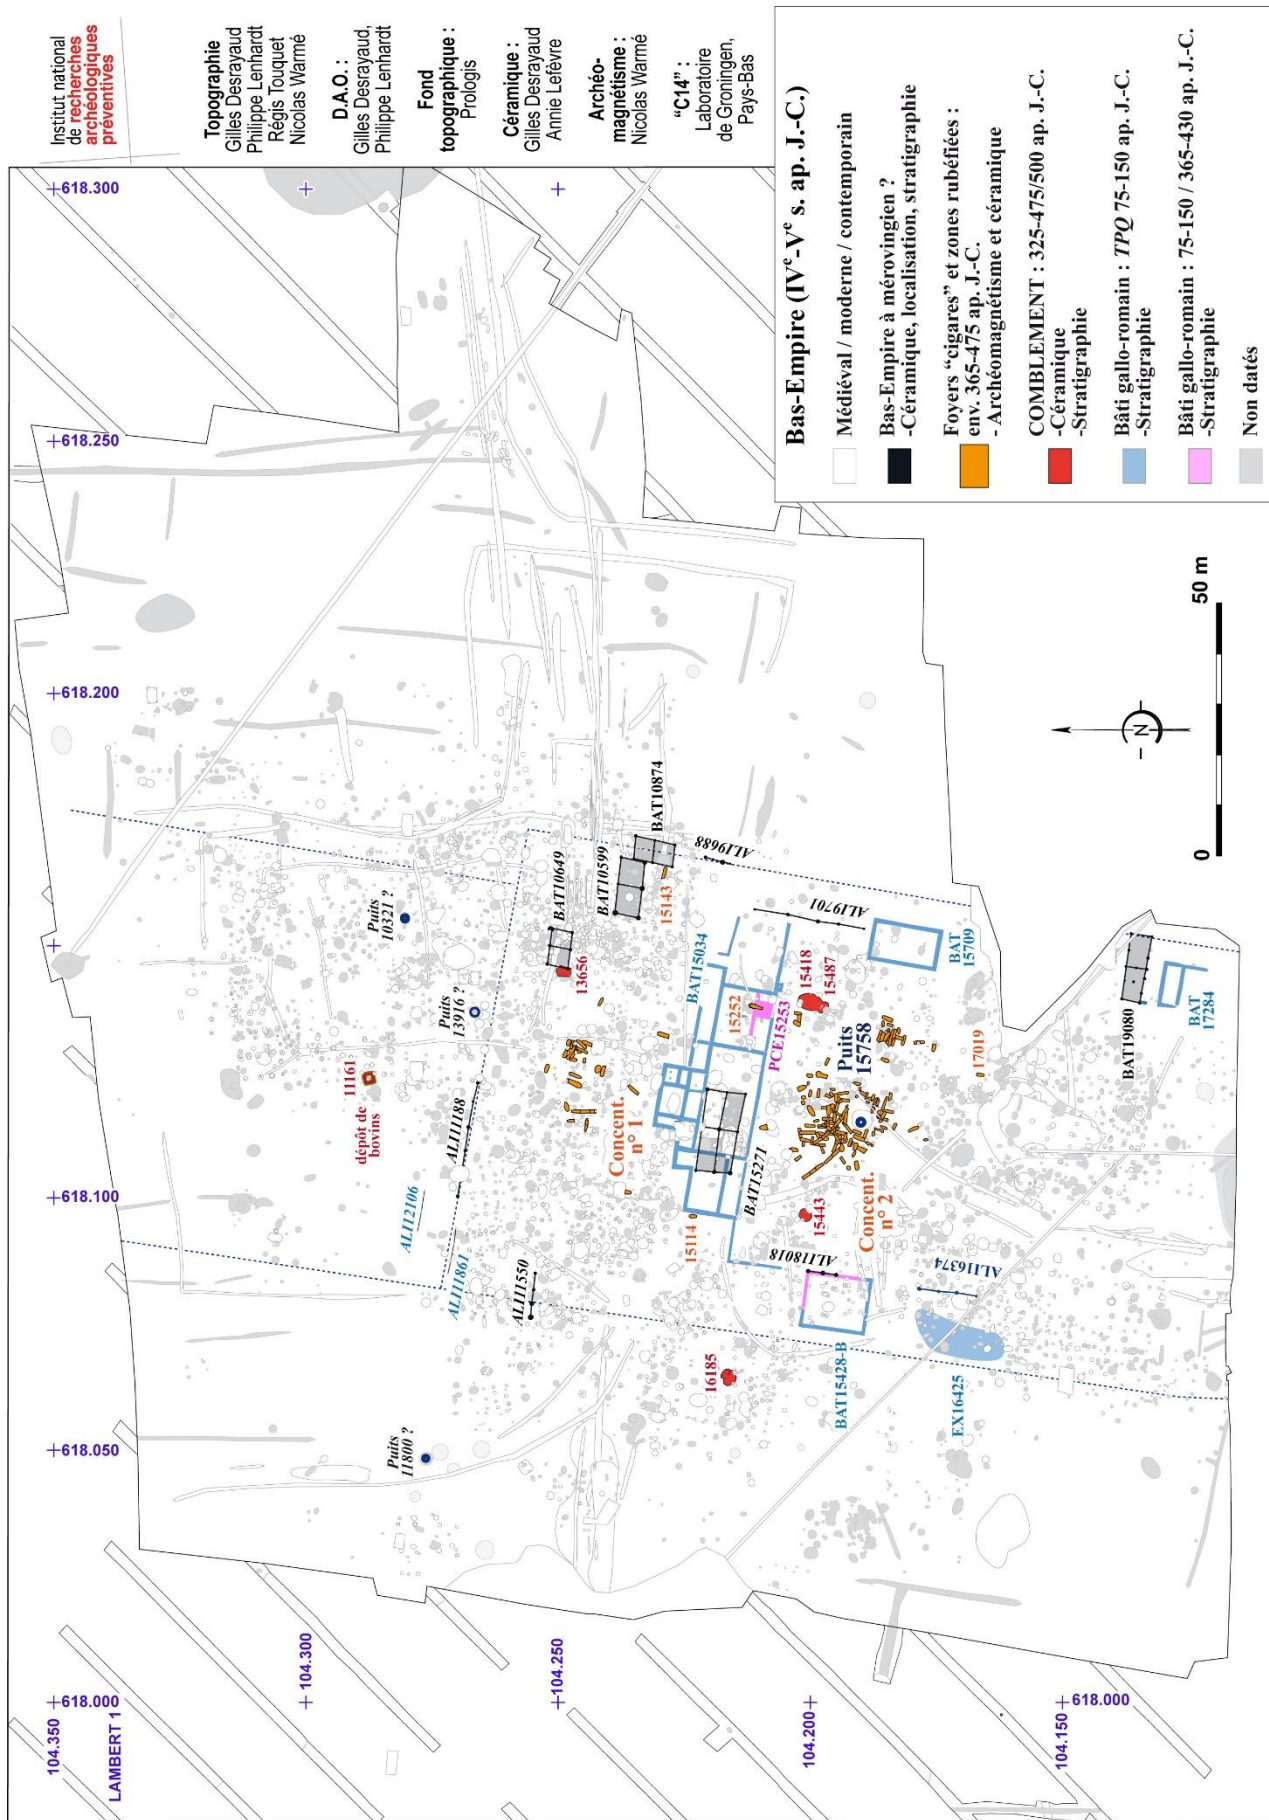 Institut national
de recherches
archéologiques
préventives
Topographie
Gilles Desrayaud
Philippe Lenhardt
Régis Touquet
Nicolas Warmé
D.A.O. :
Gilles Desrayaud,
Philippe Lenhardt
Fond
topographique :
Prologis
Céramique :
Gilles Desrayaud
Annie Lefèvre
Archéo-
magnétisme :
Nicolas Warmé
"C14" :
Laboratoire
de Groningen,
Pays-Bas
Bas-Empire (IVe-Ve s. ap. J.-C.)
Médiéval / moderne / contemporain
Bas-Empire à mérovingien ?
-Céramique, localisation, stratigraphie
Foyers “cigares” et zones rubéfiées :
env. 365-475 ap. J.-C.
- Archéomagnétisme et céramique
COMBLEMENT : 325-475/500 ap. J.-C.
-Céramique
-Stratigraphie
Bâti gallo-romain : TPQ 75-150 ap. J.-C.
-Stratigraphie
Bâti gallo-romain : 75-150 / 365-430 ap. J.-C.
-Stratigraphie
Non datés
0
50 m
N
618.300
618.250
618.200
618.100
618.050
618.000
104.350
LAMBERT 1
104.300
104.250
104.200
104.150
618.000
Puits
10321 ?
Puits
13916 ?
Puits
11800 ?
11161
dépôt de
bovins
ALI11188
ALI12106
ALI11861
ALI11550
BAT10649
13656
BAT10599
BAT10874
15143
ALI9688
ALI9701
BAT15034
15252
PCE15253
15418
15487
BAT
15709
Puits
15758
Concent.
n° 1
Concent.
n° 2
15114
BAT15271
15443
ALI18018
16185
BAT15428-B
ALI16374
EX16425
17019
BAT19080
BAT
17284